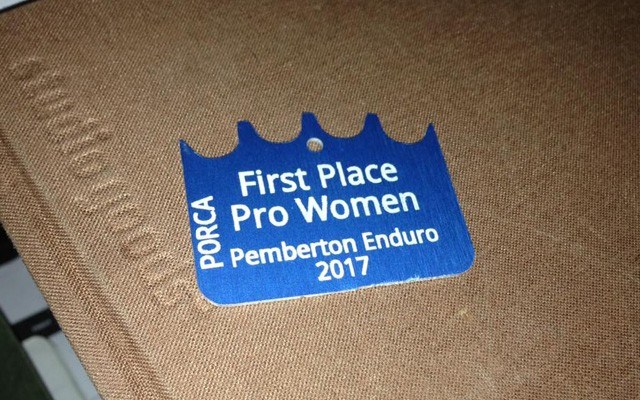 First Place
Pro Women
PORCA
Pemberton Enduro
2017